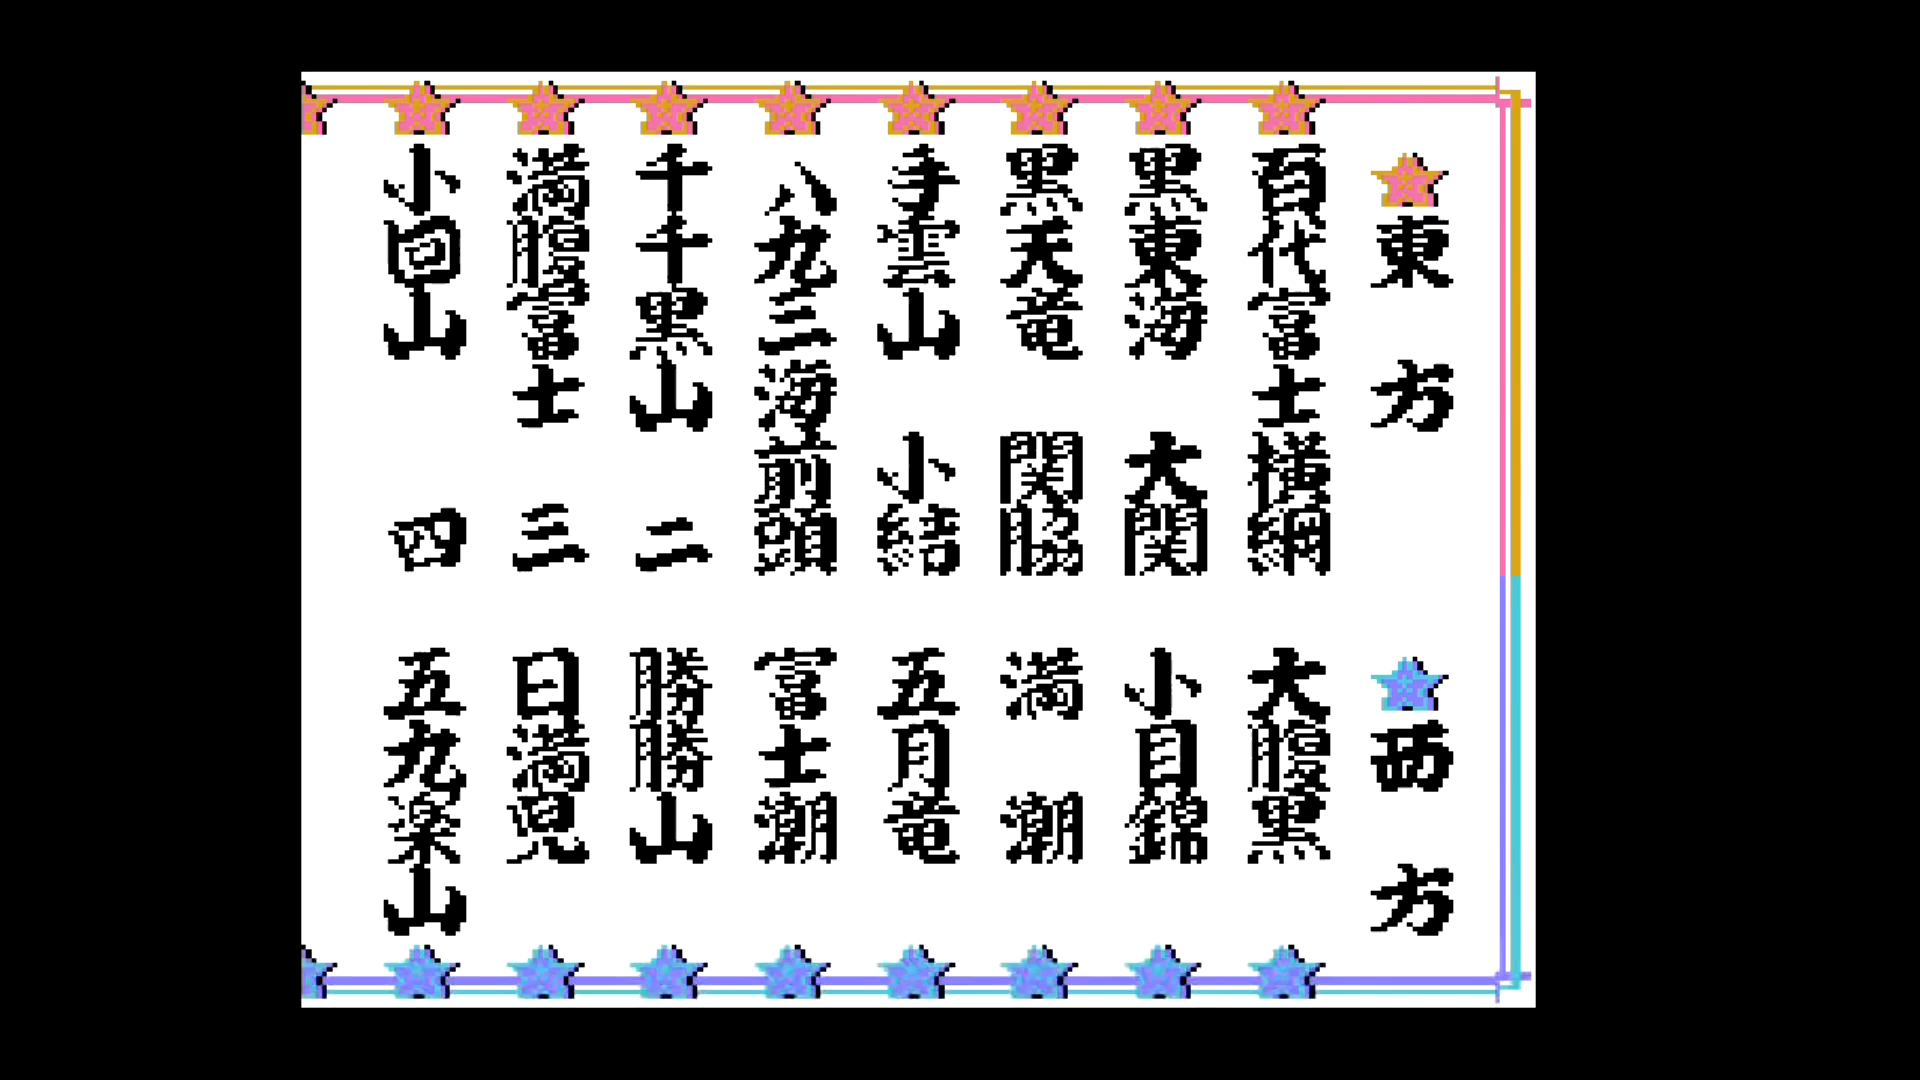 東方 西方
百代富士横綱 大腹黒
黒東海 大関 小目錦
黒天竜 関脇 満潮
手雲山 小結 五月竜
八九三海前頭 富士潮
千千黒山 二 勝勝山
満腹富士 三 日満児
小回山 四 五九楽山